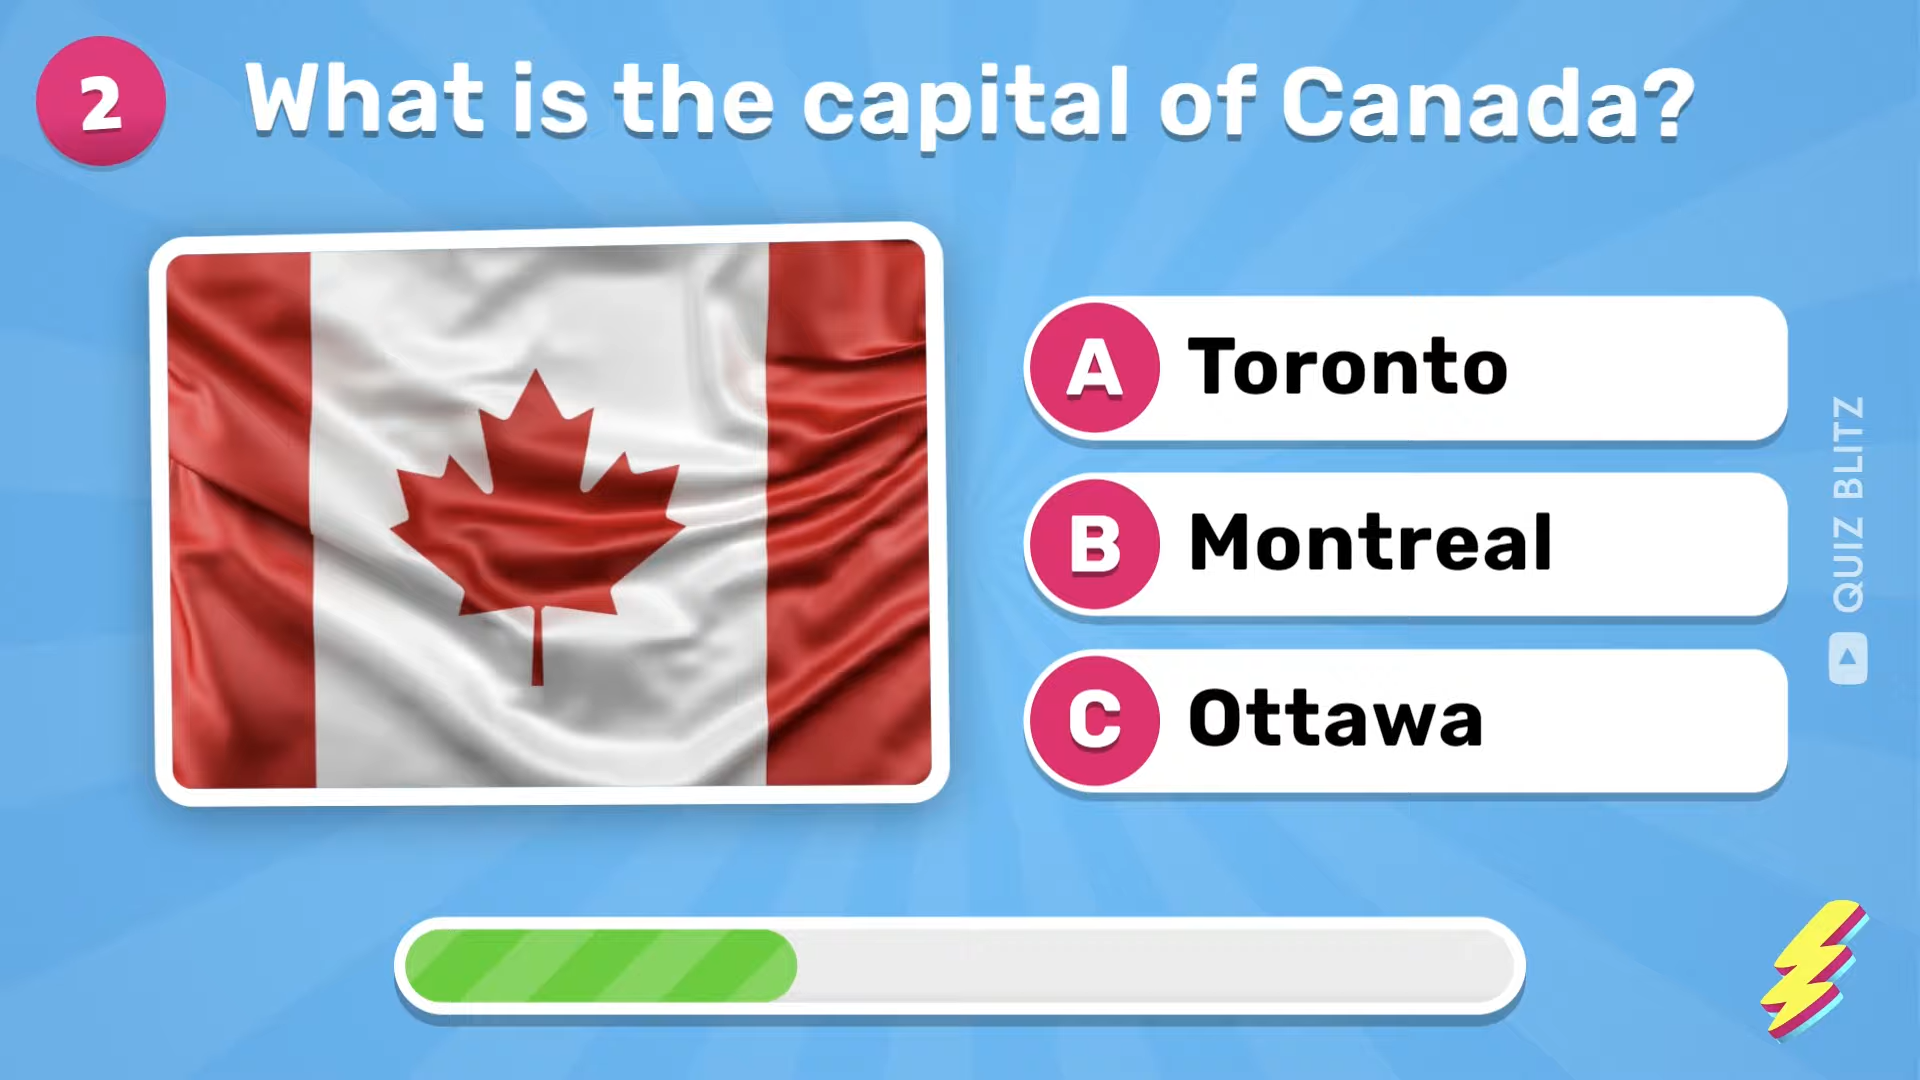 2
What is the capital of Canada?
A Toronto
B Montreal
C Ottawa
QUIZ BLITZ